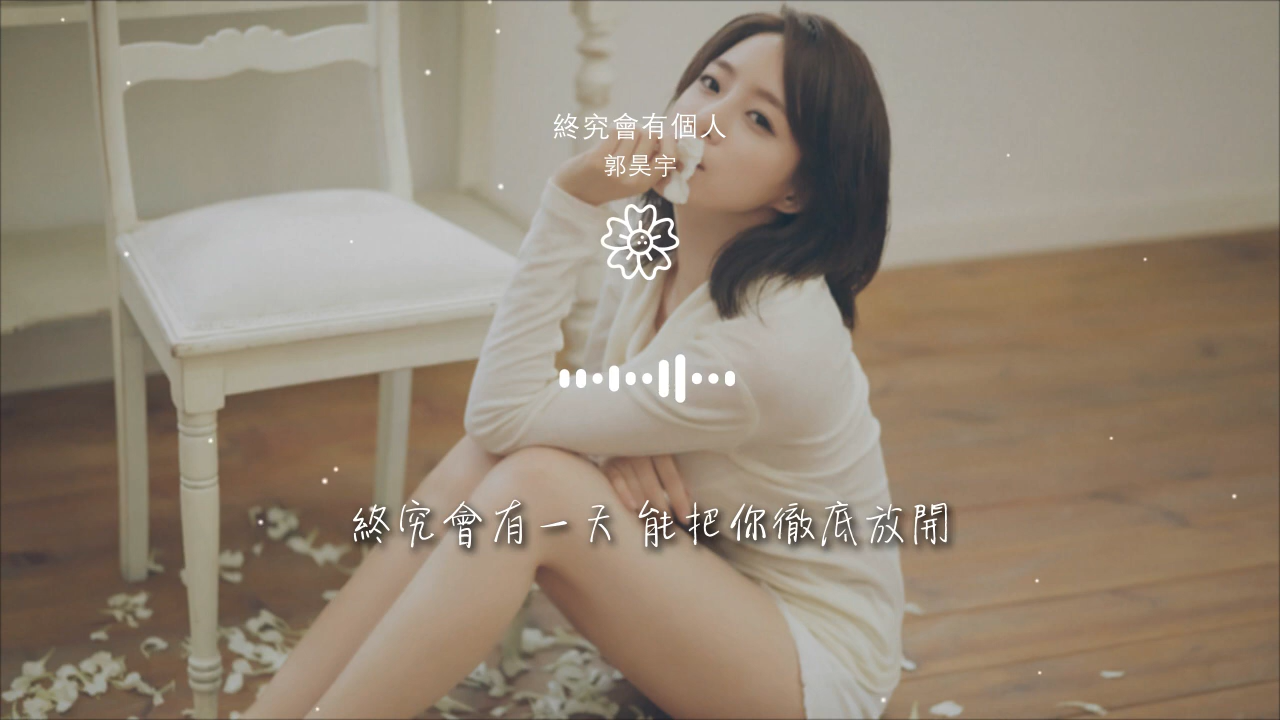 終究會有個人
郭昊宇
終究會有一天 能把你徹底放開